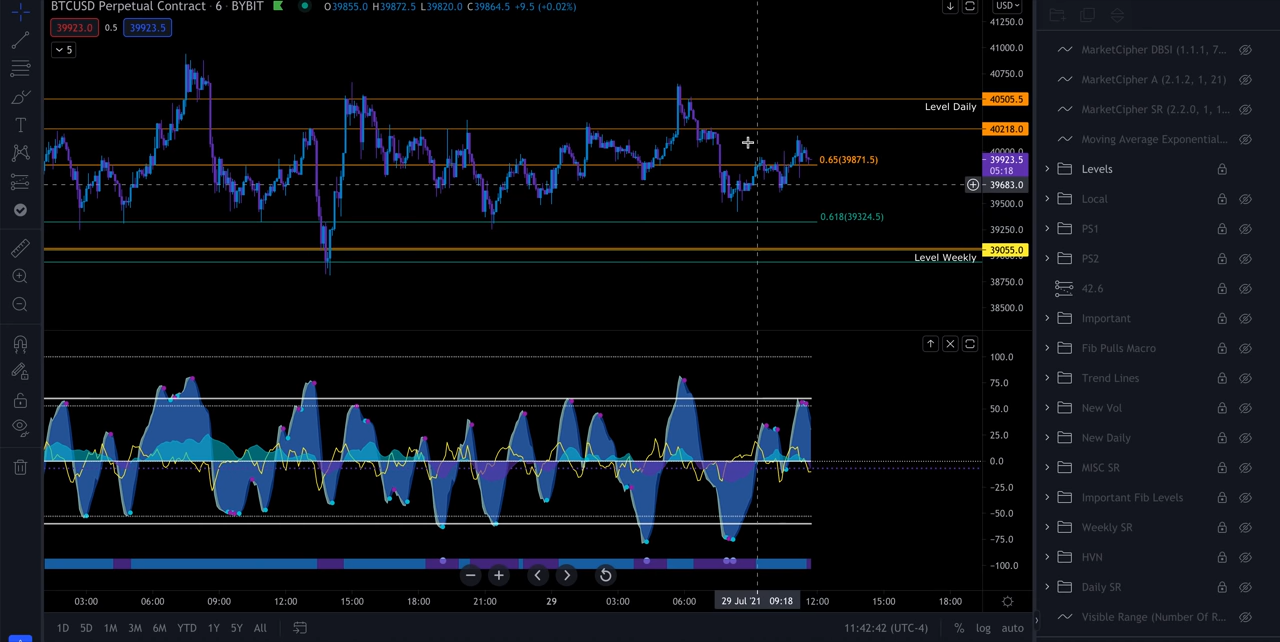 BTCUSD Perpetual Contract · 6 · BYBIT O39855.0 H39872.5 L39820.0 C39864.5 +9.5 (+0.02%)
39923.0 0.5 39923.5
5
USD
41250.0
41000.0
40750.0
40505.5
Level Daily
40218.0
40000.0
0.65(39871.5)
39923.5
05:18
39683.0
39500.0
0.618(39324.5)
39250.0
39055.0
Level Weekly
38750.0
38500.0
100.0
75.0
50.0
25.0
0.0
−25.0
−50.0
−75.0
−100.0
03:00 06:00 09:00 12:00 15:00 18:00 21:00 29 03:00 06:00 29 Jul '21 09:18 12:00 15:00 18:00
1D 5D 1M 3M 6M YTD 1Y 5Y All 11:42:42 (UTC-4) % log auto
MarketCipher DBSI (1.1.1, 7...
MarketCipher A (2.1.2, 1, 21)
MarketCipher SR (2.2.0, 1, 1...
Moving Average Exponential...
Levels
Local
PS1
PS2
42.6
Important
Fib Pulls Macro
Trend Lines
New Vol
New Daily
MISC SR
Important Fib Levels
Weekly SR
HVN
Daily SR
Visible Range (Number Of R...